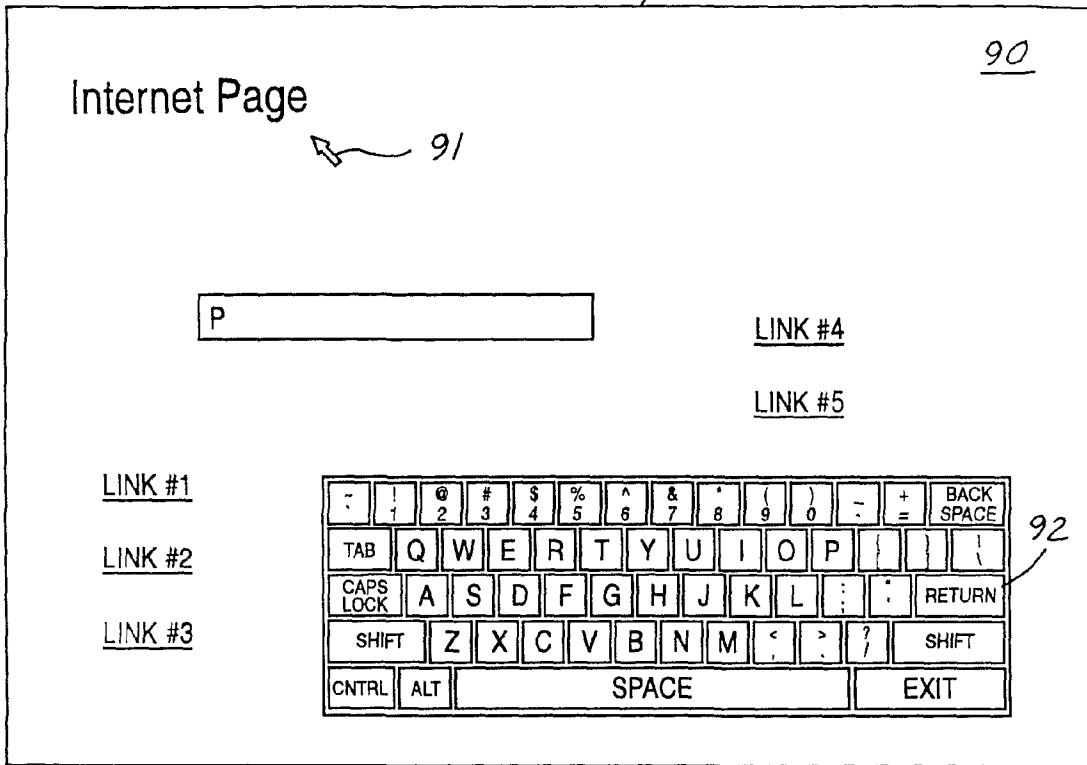 90
Internet Page
91
P
LINK #4
LINK #5
LINK #1
LINK #2
LINK #3
~ ! @ # $ % ^ & * ( ) _ + BACK
` 1 2 3 4 5 6 7 8 9 0 - = SPACE
TAB Q W E R T Y U I O P { } | \
92
CAPS
LOCK A S D F G H J K L : ; " RETURN
SHIFT Z X C V B N M < , > . ? / SHIFT
CNTRL ALT SPACE EXIT